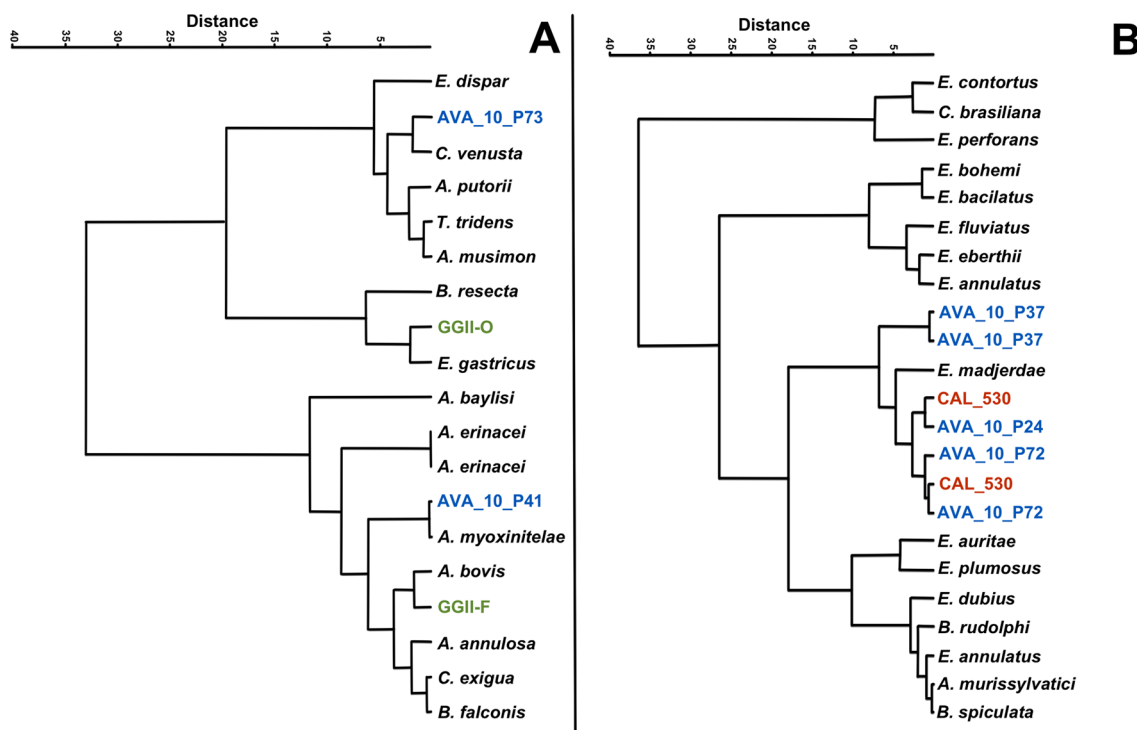 Distance
A
40 35 30 25 20 15 10 5
E. dispar
AVA_10_P73
C. venusta
A. putorii
T. tridens
A. musimon
B. resecta
GGII-O
E. gastricus
A. baylisi
A. erinacei
A. erinacei
AVA_10_P41
A. myoxinitelae
A. bovis
GGII-F
A. annulosa
C. exigua
B. falconis
Distance
B
40 35 30 25 20 15 10 5
E. contortus
C. brasiliana
E. perforans
E. bohemi
E. bacilatus
E. fluviatus
E. eberthii
E. annulatus
AVA_10_P37
AVA_10_P37
E. madjerdae
CAL_530
AVA_10_P24
AVA_10_P72
CAL_530
AVA_10_P72
E. auritae
E. plumosus
E. dubius
B. rudolphi
E. annulatus
A. murissylvatici
B. spiculata